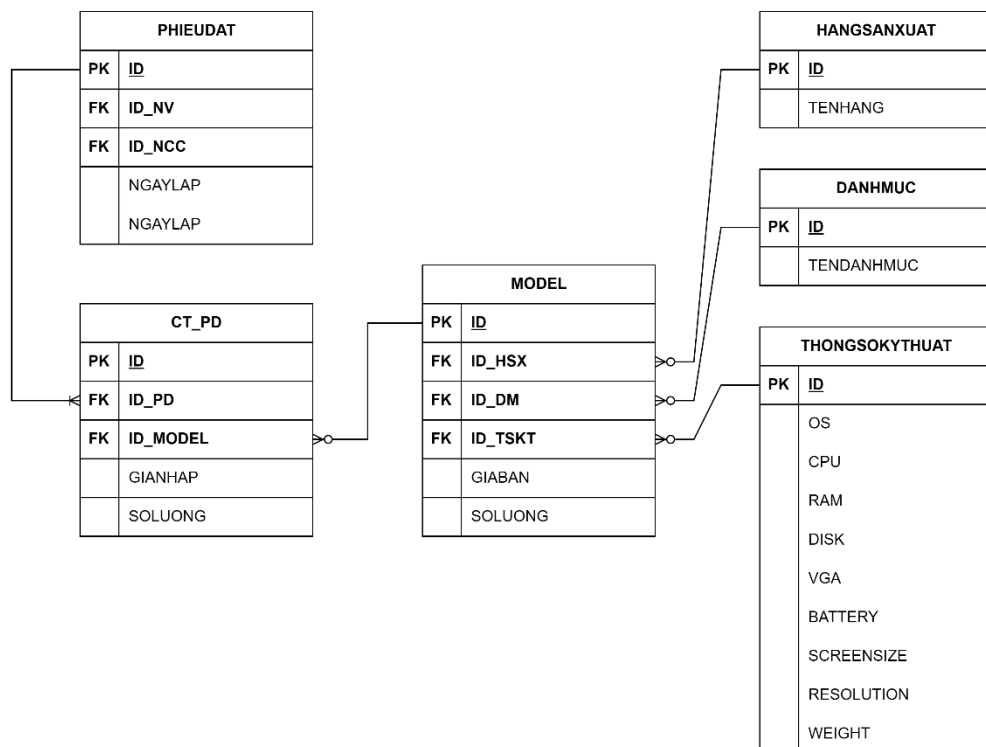 PHIEUDAT
PK ID
FK ID_NV
FK ID_NCC
NGAYLAP
NGAYLAP
CT_PD
PK ID
FK ID_PD
FK ID_MODEL
GIANHAP
SOLUONG
MODEL
PK ID
FK ID_HSX
FK ID_DM
FK ID_TSKT
GIABAN
SOLUONG
HANGSANXUAT
PK ID
TENHANG
DANHMUC
PK ID
TENDANHMUC
THONGSOKYTHUAT
PK ID
OS
CPU
RAM
DISK
VGA
BATTERY
SCREENSIZE
RESOLUTION
WEIGHT